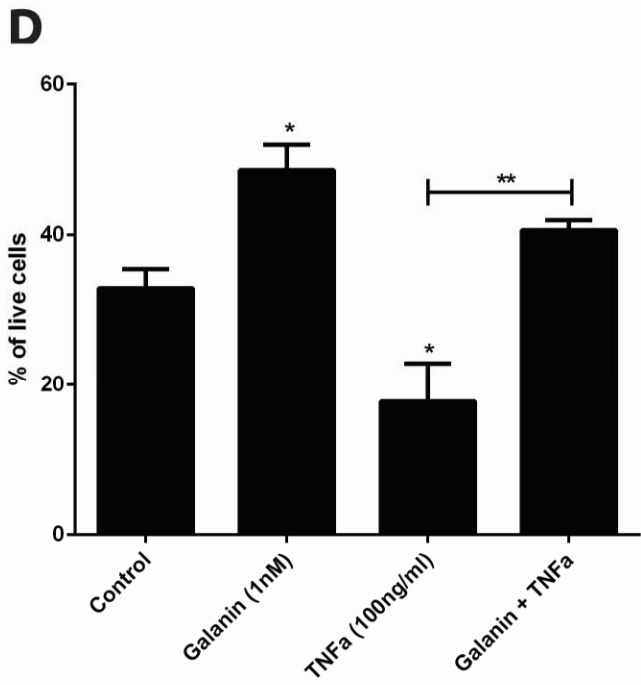 D
60
40
20
0
% of live cells
*
*
**
Control
Galanin (1nM)
TNFa (100ng/ml)
Galanin + TNFa